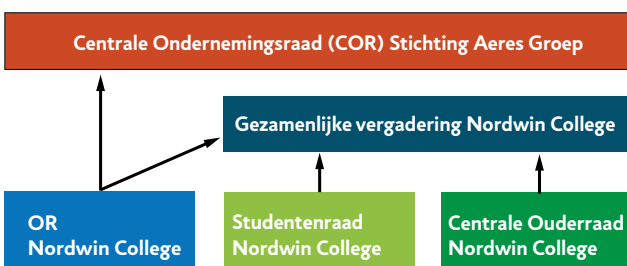 Centrale Ondernemingsraad (COR) Stichting Aeres Groep
Gezamenlijke vergadering Nordwin College
OR
Nordwin College
Studentenraad
Nordwin College
Centrale Ouderraad
Nordwin College